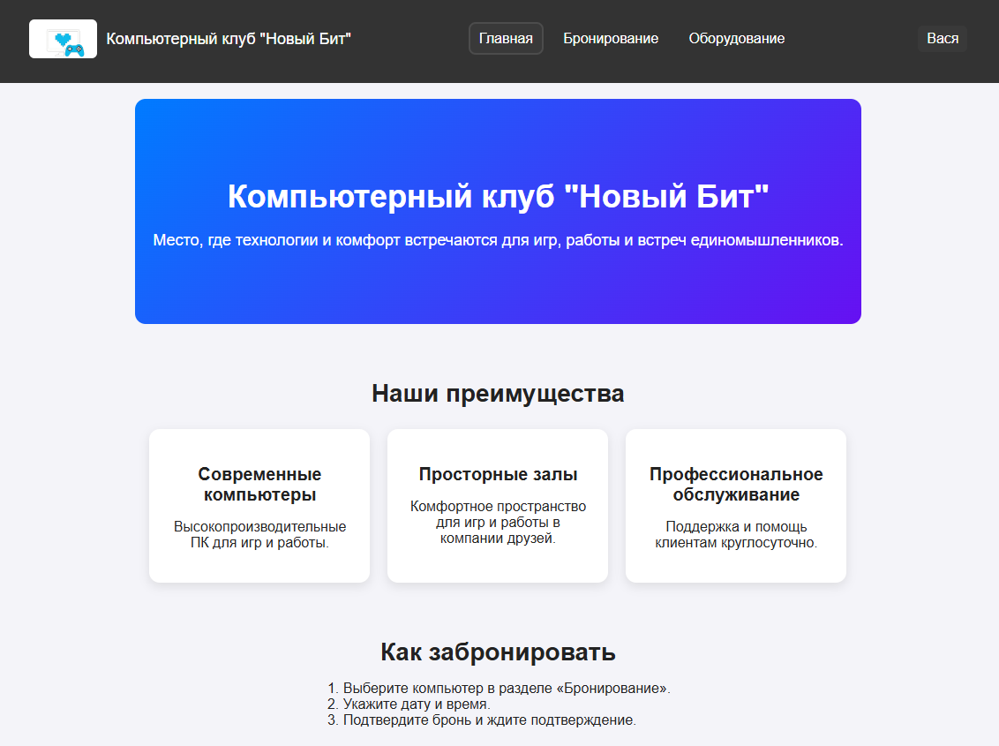 Компьютерный клуб "Новый Бит"
Главная
Бронирование
Оборудование
Вася
Компьютерный клуб "Новый Бит"
Место, где технологии и комфорт встречаются для игр, работы и встреч единомышленников.
Наши преимущества
Современные
компьютеры
Высокопроизводительные
ПК для игр и работы.
Просторные залы
Комфортное пространство
для игр и работы в
компании друзей.
Профессиональное
обслуживание
Поддержка и помощь
клиентам круглосуточно.
Как забронировать
1. Выберите компьютер в разделе «Бронирование».
2. Укажите дату и время.
3. Подтвердите бронь и ждите подтверждение.